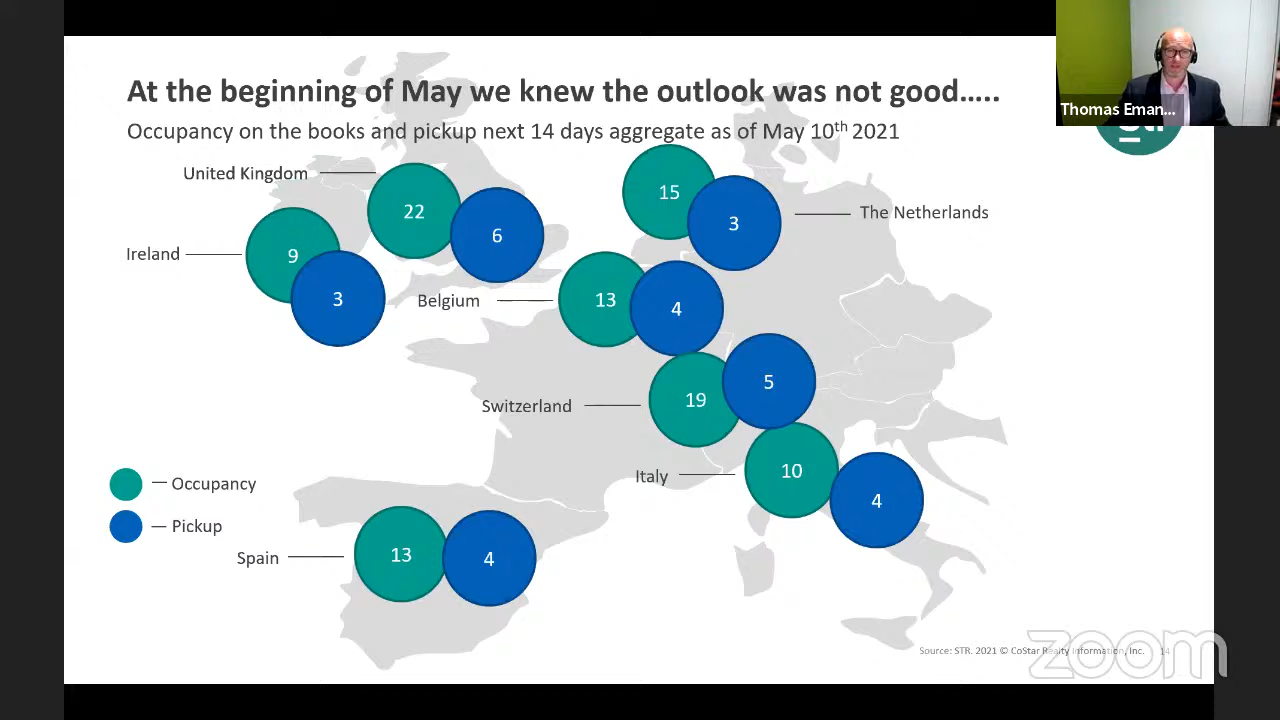 At the beginning of May we knew the outlook was not good.....
Occupancy on the books and pickup next 14 days aggregate as of May 10th 2021
Thomas Eman...
United Kingdom
22
6
15
3
The Netherlands
Ireland
9
3
Belgium
13
4
Switzerland
19
5
Italy
10
4
Occupancy
Pickup
Spain
13
4
Source: STR. 2021 © CoStar Realty Information, Inc.
14
zoom